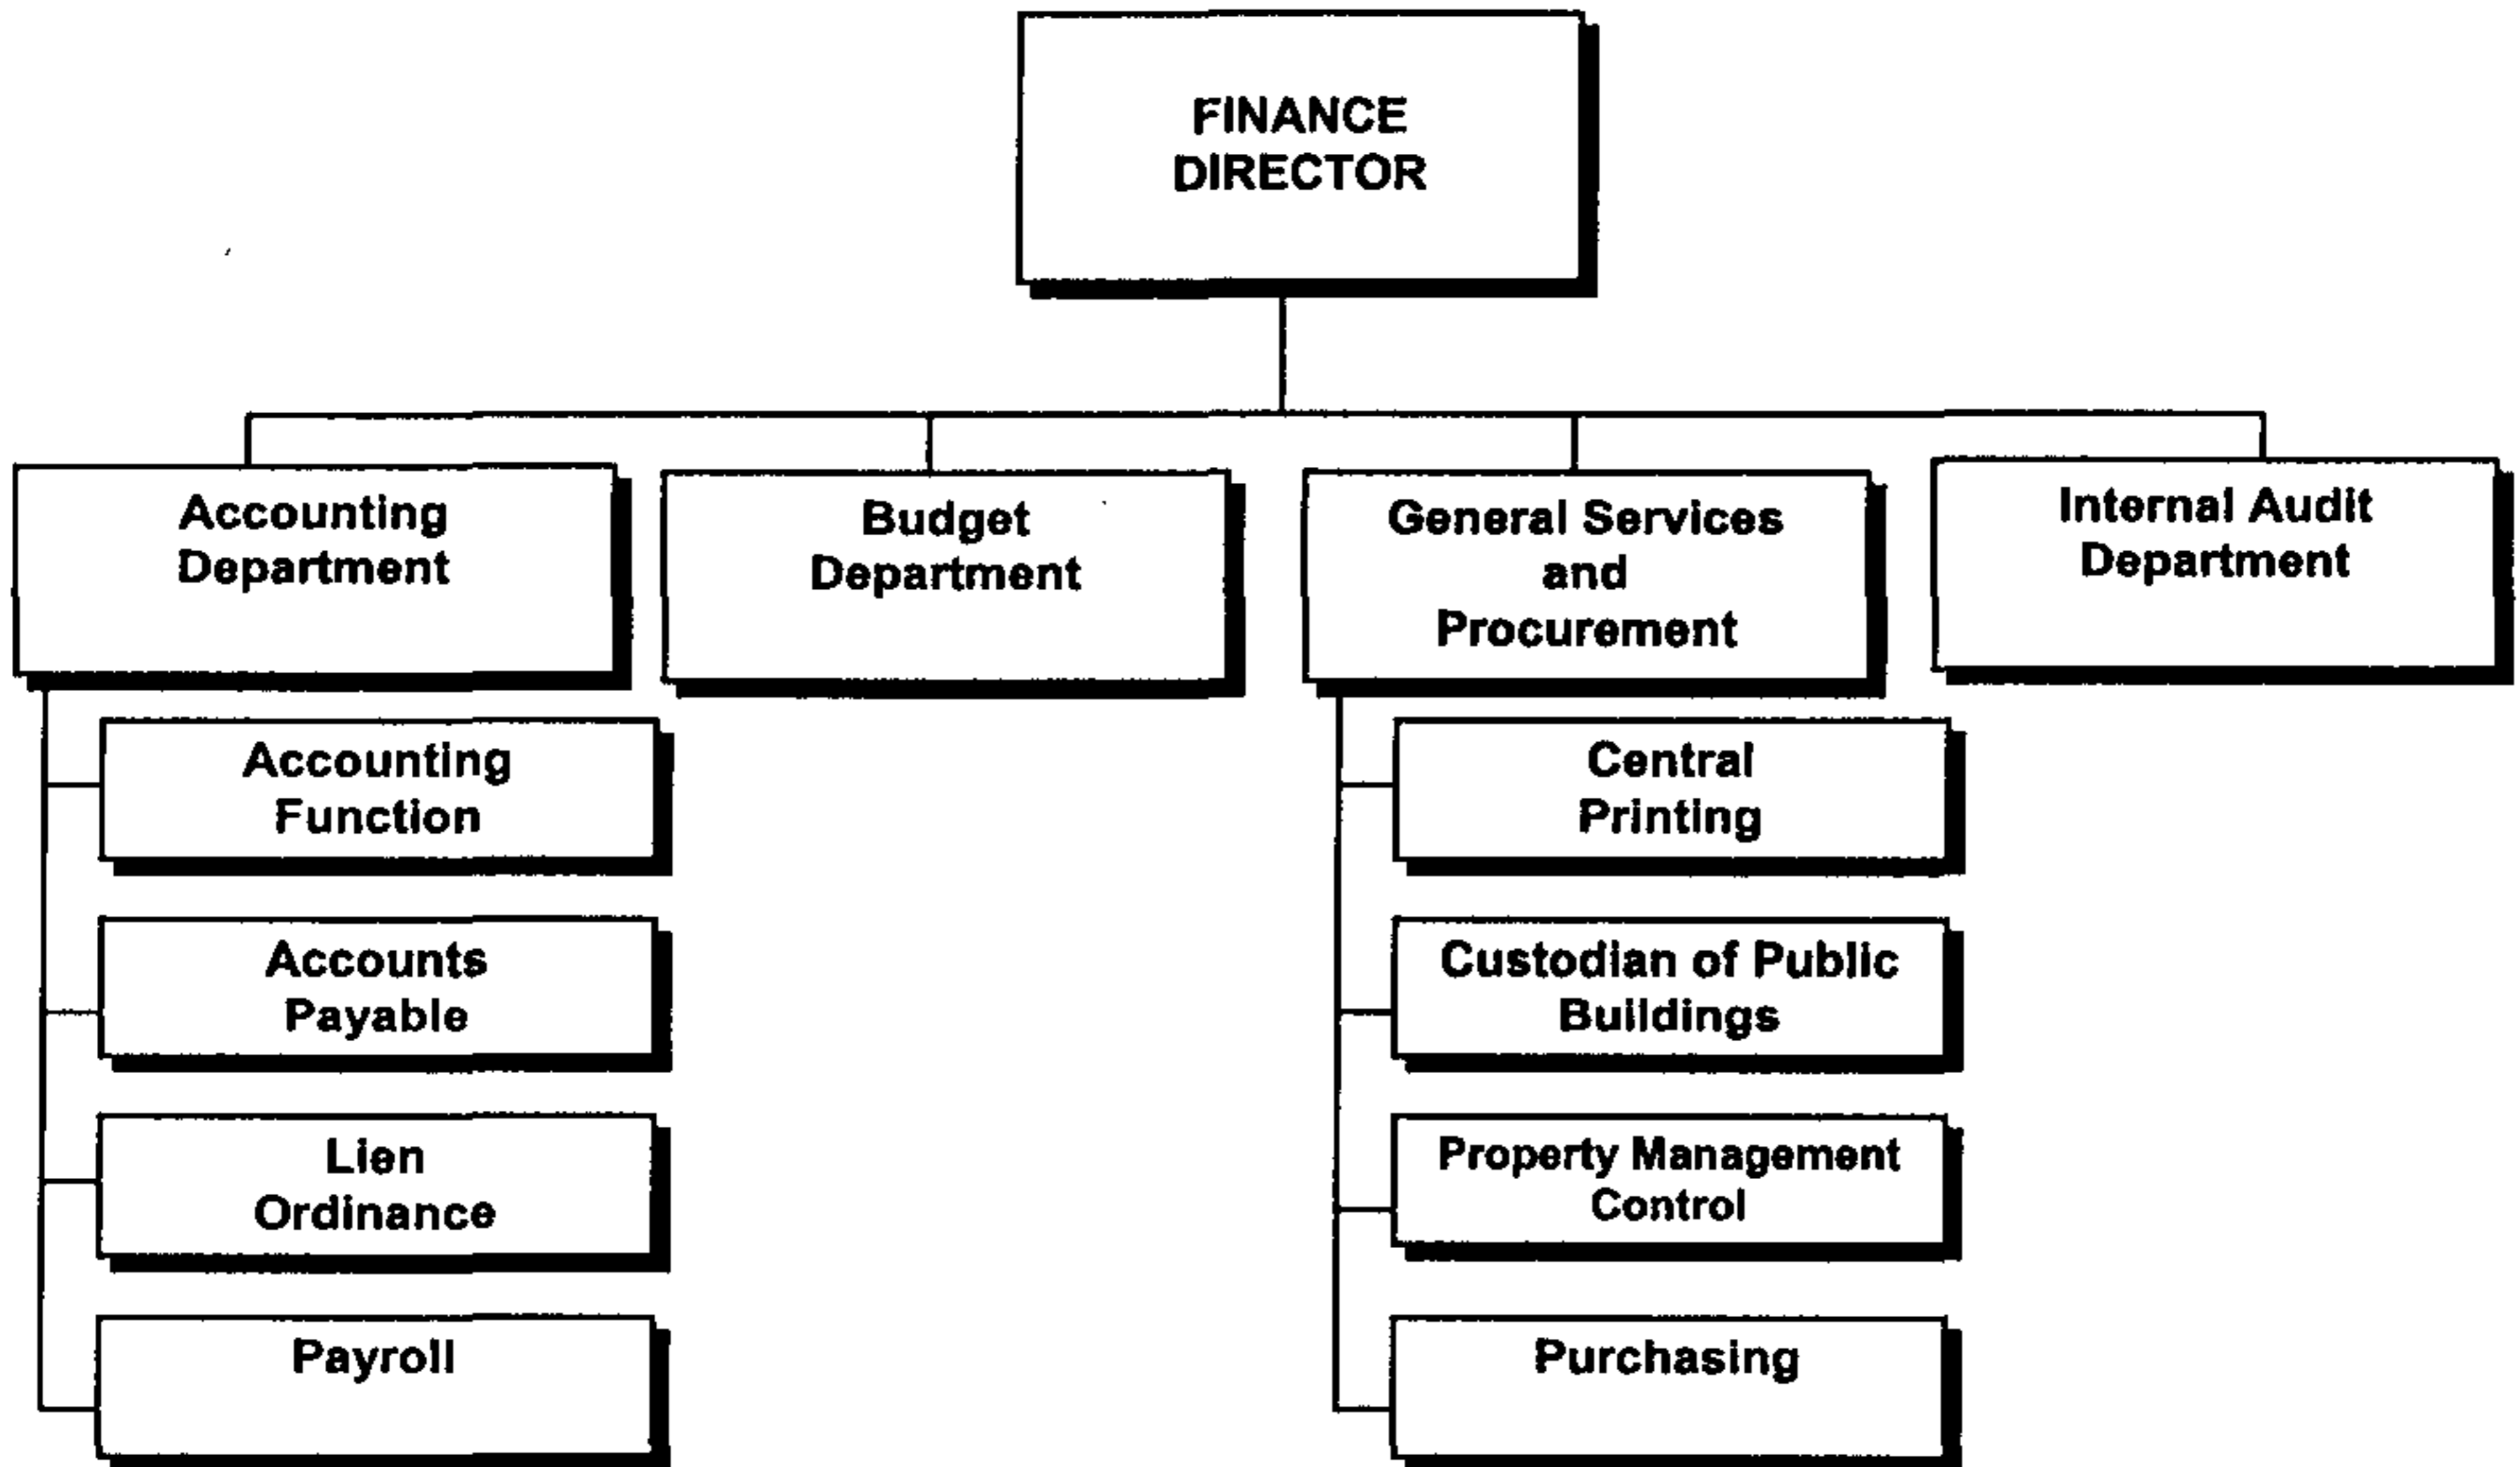 FINANCE
DIRECTOR
Accounting
Department
Budget
Department
General Services
and
Procurement
Internal Audit
Department
Accounting
Function
Accounts
Payable
Lien
Ordinance
Payroll
Central
Printing
Custodian of Public
Buildings
Property Management
Control
Purchasing